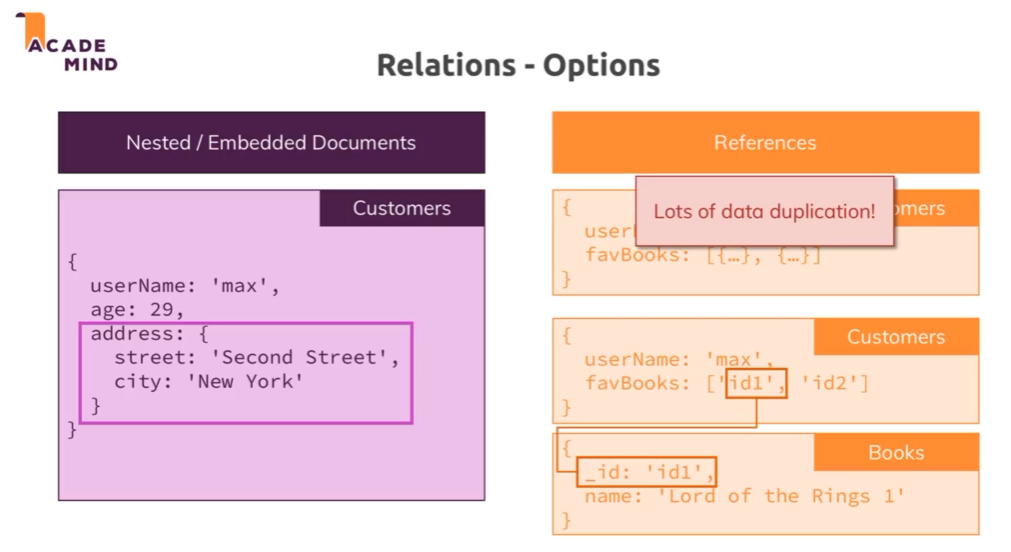 ACADE
MIND
Relations - Options
Nested / Embedded Documents
Customers
{
userName: 'max',
age: 29,
address: {
street: 'Second Street',
city: 'New York'
}
}
References
Lots of data duplication!
omers
{
user
favBooks: [{…}, {…}]
}
Customers
{
userName: 'max',
favBooks: ['id1', 'id2']
}
Books
{
_id: 'id1',
name: 'Lord of the Rings 1'
}